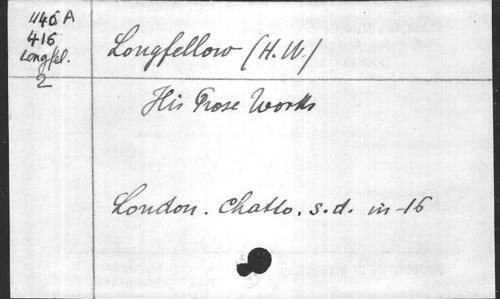 1146 A
416
Longfel.
2
Longfellow (H.W.)
His Prose Works
London. Chatto. s.d. in-16